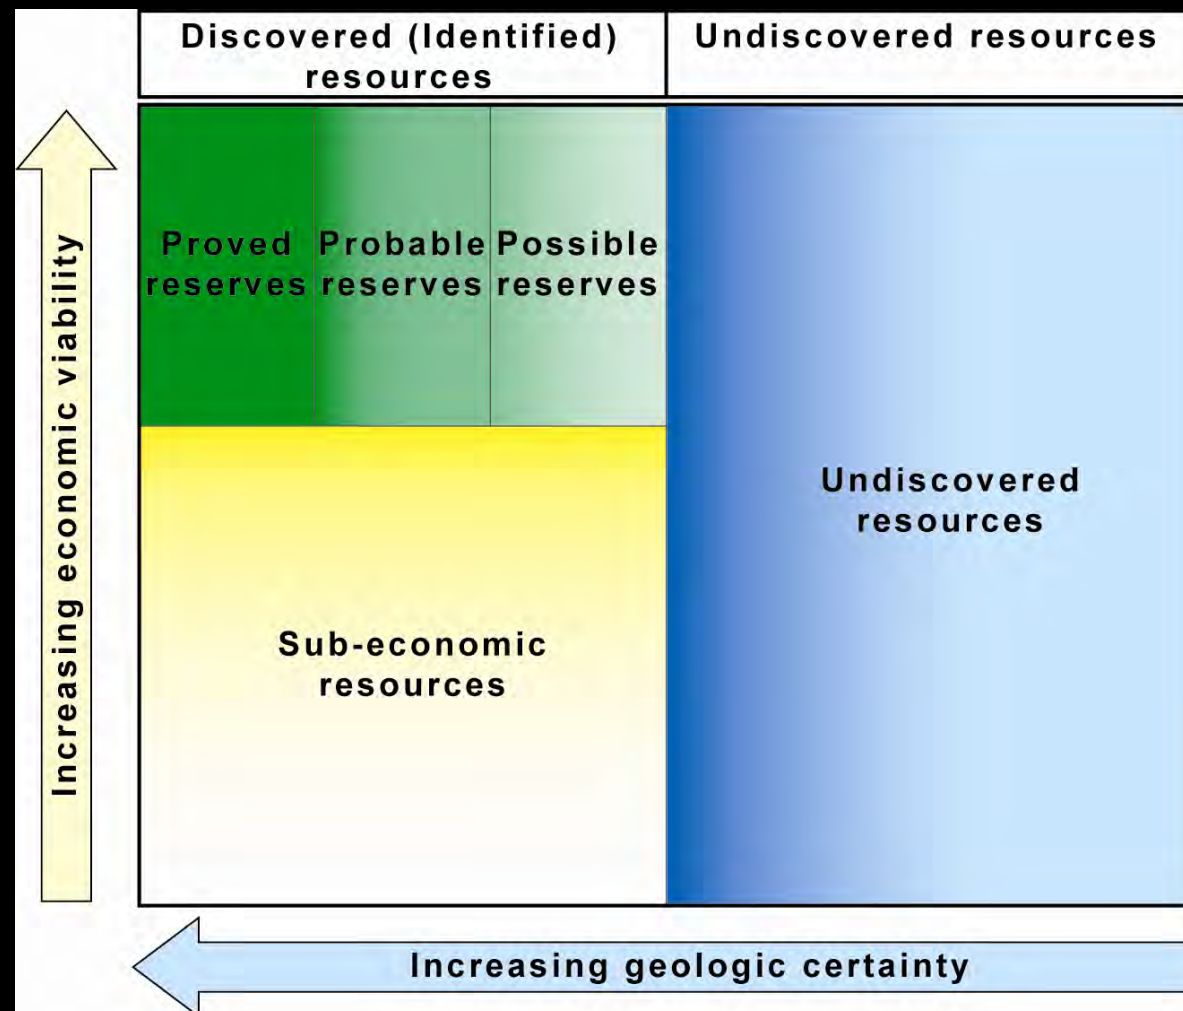 Discovered (Identified)
resources
Undiscovered resources
Increasing economic viability
Proved
reserves
Probable
reserves
Possible
reserves
Undiscovered
resources
Sub-economic
resources
Increasing geologic certainty